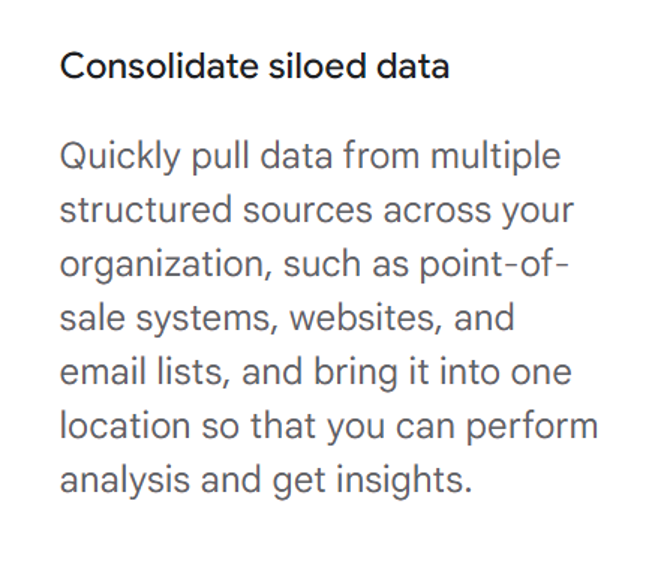 Consolidate siloed data
Quickly pull data from multiple
structured sources across your
organization, such as point-of-
sale systems, websites, and
email lists, and bring it into one
location so that you can perform
analysis and get insights.